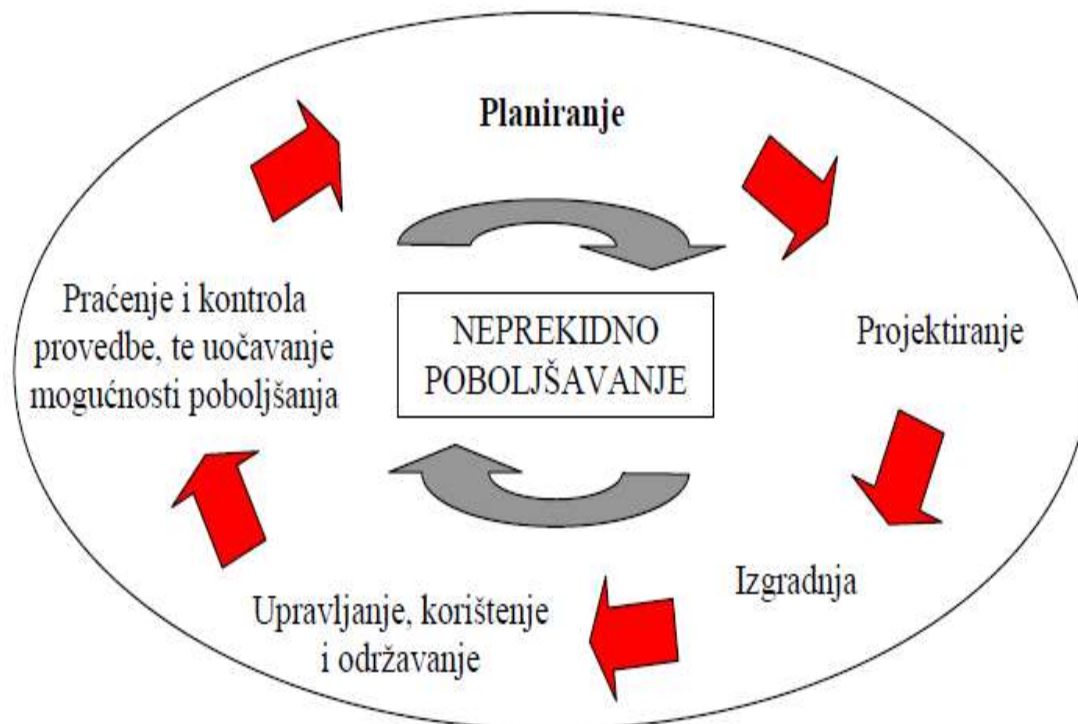 Planiranje
Projektiranje
Izgradnja
Upravljanje, korištenje
i održavanje
Praćenje i kontrola
provedbe, te uočavanje
mogućnosti poboljšanja
NEPREKIDNO
POBOLJŠAVANJE